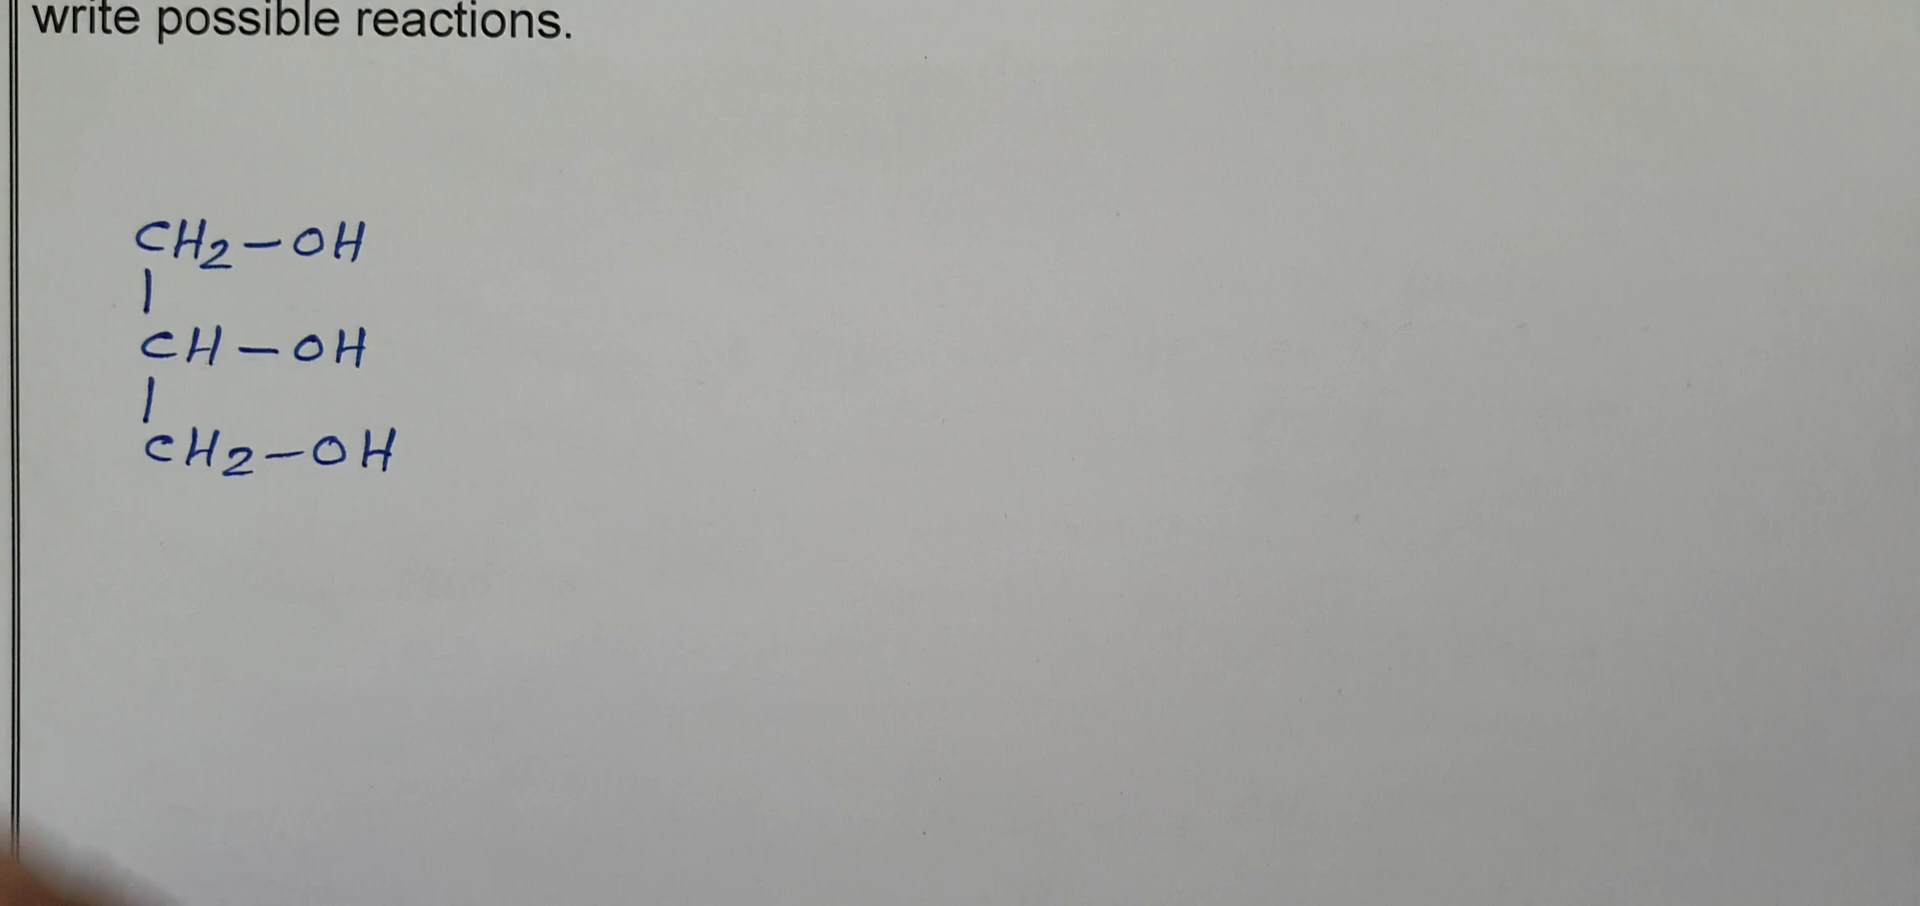 write possible reactions.
CH2-OH
|
CH-OH
|
CH2-OH